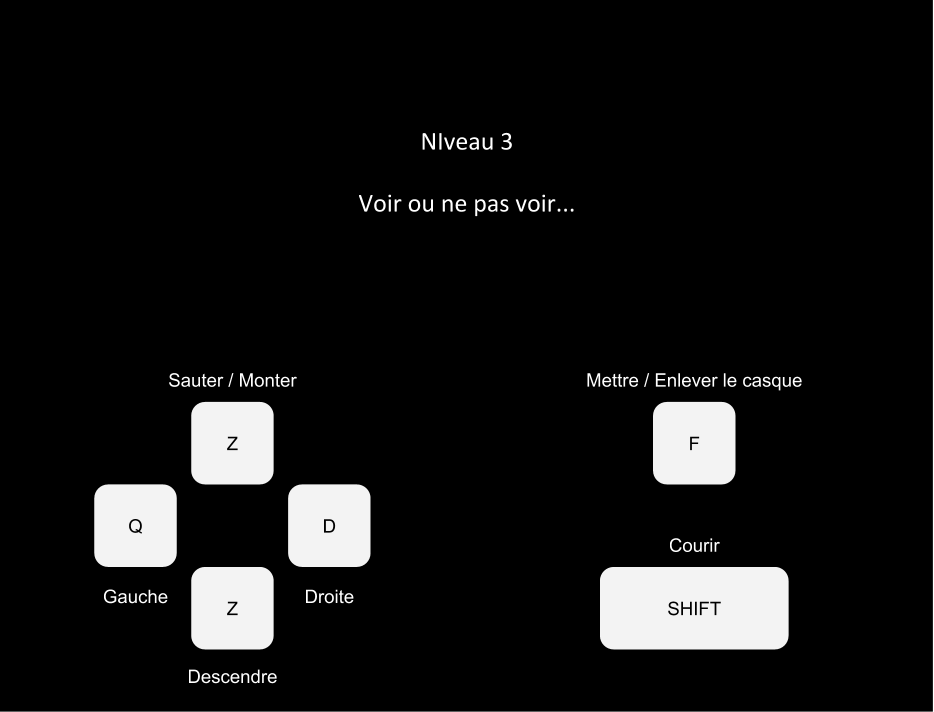 NIveau 3
Voir ou ne pas voir...
Sauter / Monter
Z
Q
D
Gauche
Droite
Z
Descendre
Mettre / Enlever le casque
F
Courir
SHIFT